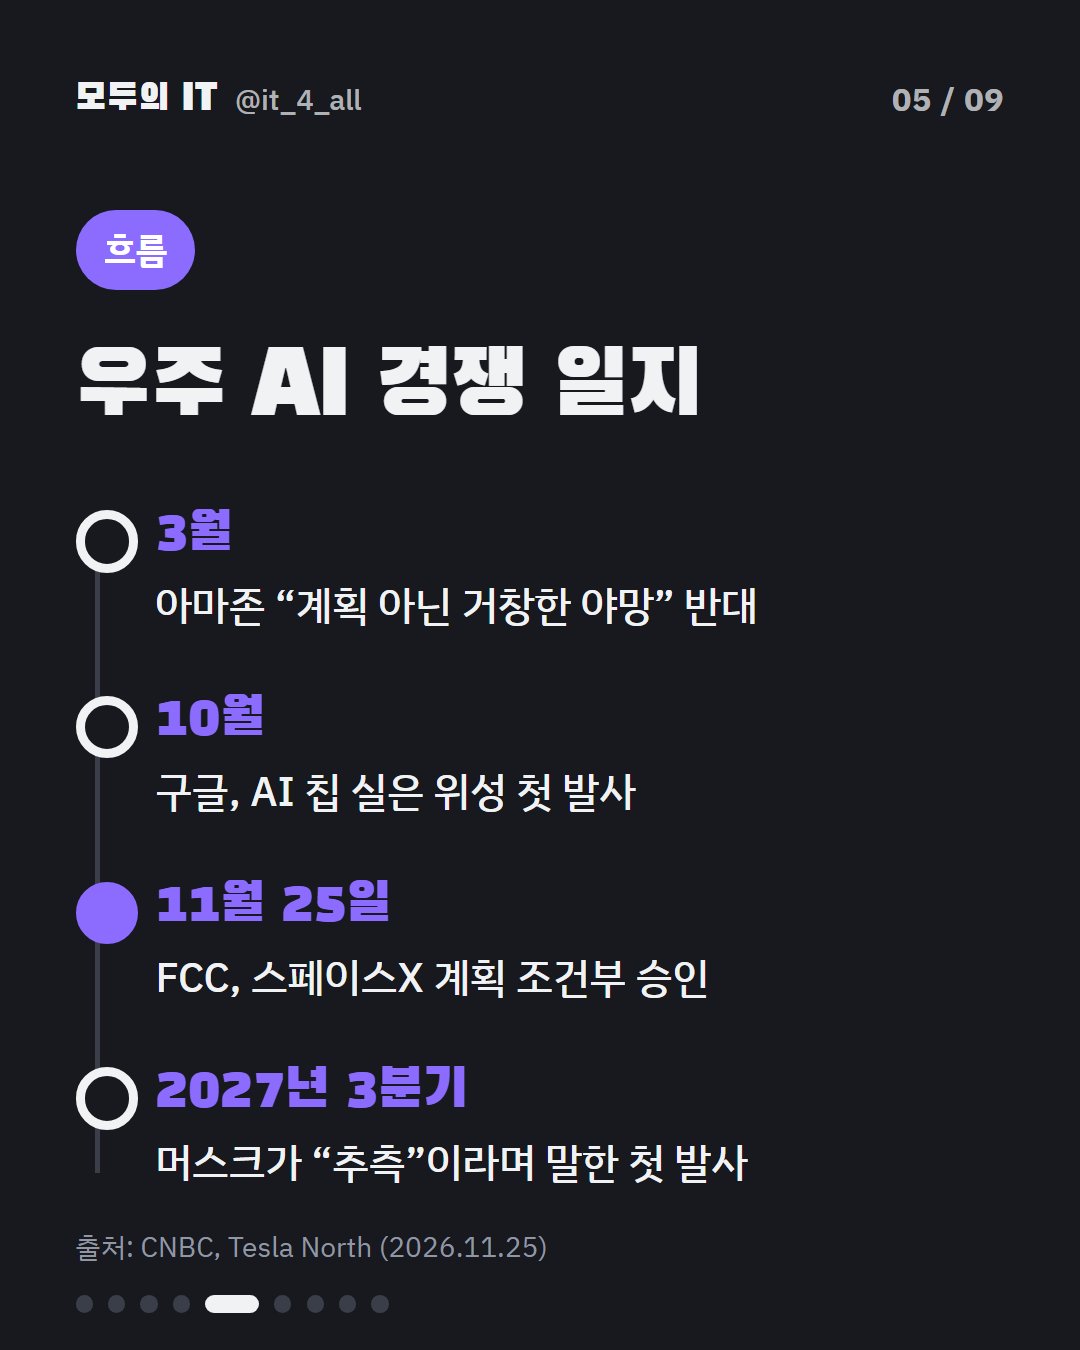 모두의 IT @it_4_all
05 / 09
흐름
우주 AI 경쟁 일지
3월
아마존 “계획 아닌 거창한 야망” 반대
10월
구글, AI 칩 실은 위성 첫 발사
11월 25일
FCC, 스페이스X 계획 조건부 승인
2027년 3분기
머스크가 “추측”이라며 말한 첫 발사
출처: CNBC, Tesla North (2026.11.25)